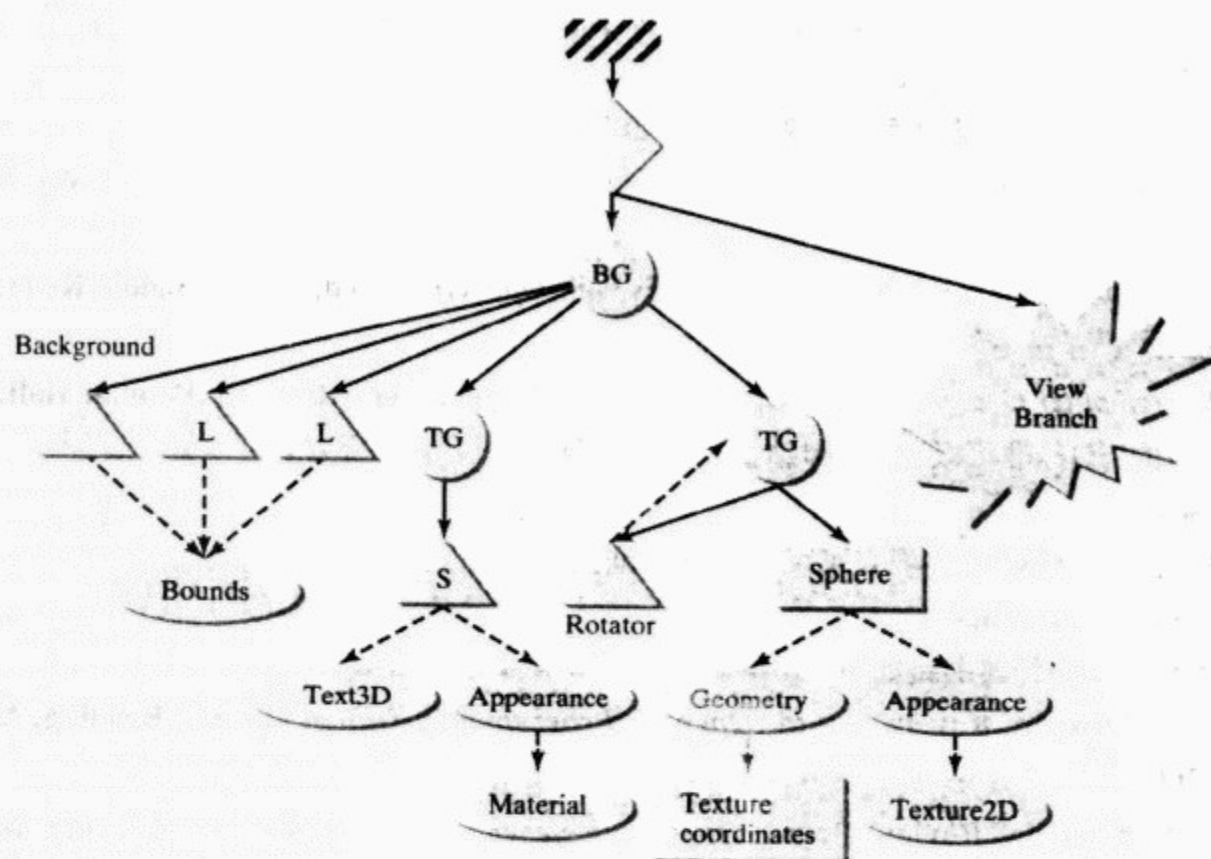 BG
Background
View
Branch
L
L
TG
TG
Bounds
S
Rotator
Sphere
Text3D
Appearance
Geometry
Appearance
Material
Texture
coordinates
Texture2D